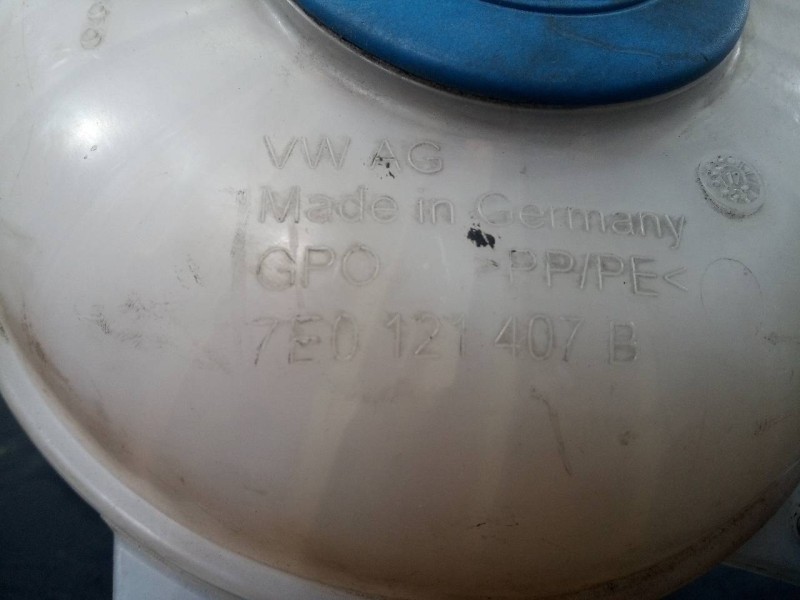 VW AG
Made in Germany
GPO >PP/PE<
7E0 121 407 B